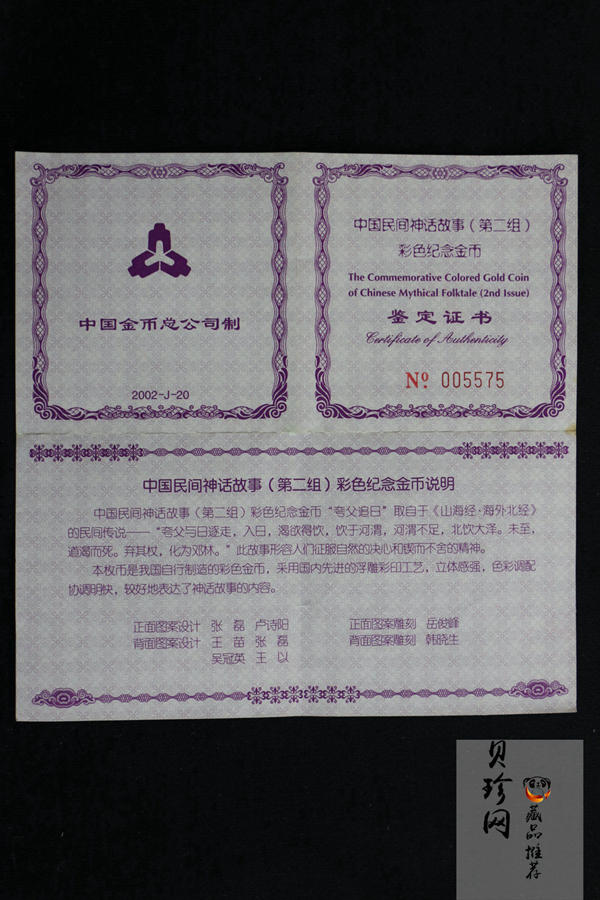 中国金币总公司制
2002-J-20
中国民间神话故事（第二组）
彩色纪念金币
The Commemorative Colored Gold Coin
of Chinese Mythical Folktale (2nd Issue)
鉴定证书
Certificate of Authenticity
Nº 005575
中国民间神话故事（第二组）彩色纪念金币说明
中国民间神话故事（第二组）彩色纪念金币“夸父追日”取自于《山海经·海外北经》
的民间传说——“夸父与日逐走，入日，渴欲得饮，饮于河渭，河渭不足，北饮大泽。未至，
道渴而死。弃其杖，化为邓林。”此故事形容人们征服自然的决心和锲而不舍的精神。
本枚币是我国自行制造的彩色金币，采用国内先进的浮雕彩印工艺，立体感强，色彩调配
协调明快，较好地表达了神话故事的内容。
正面图案设计 张磊 卢诗阳
背面图案设计 王苗 张磊
吴冠英 王以
正面图案雕刻 岳俊峰
背面图案雕刻 韩晓生
贝珍网
藏品推荐